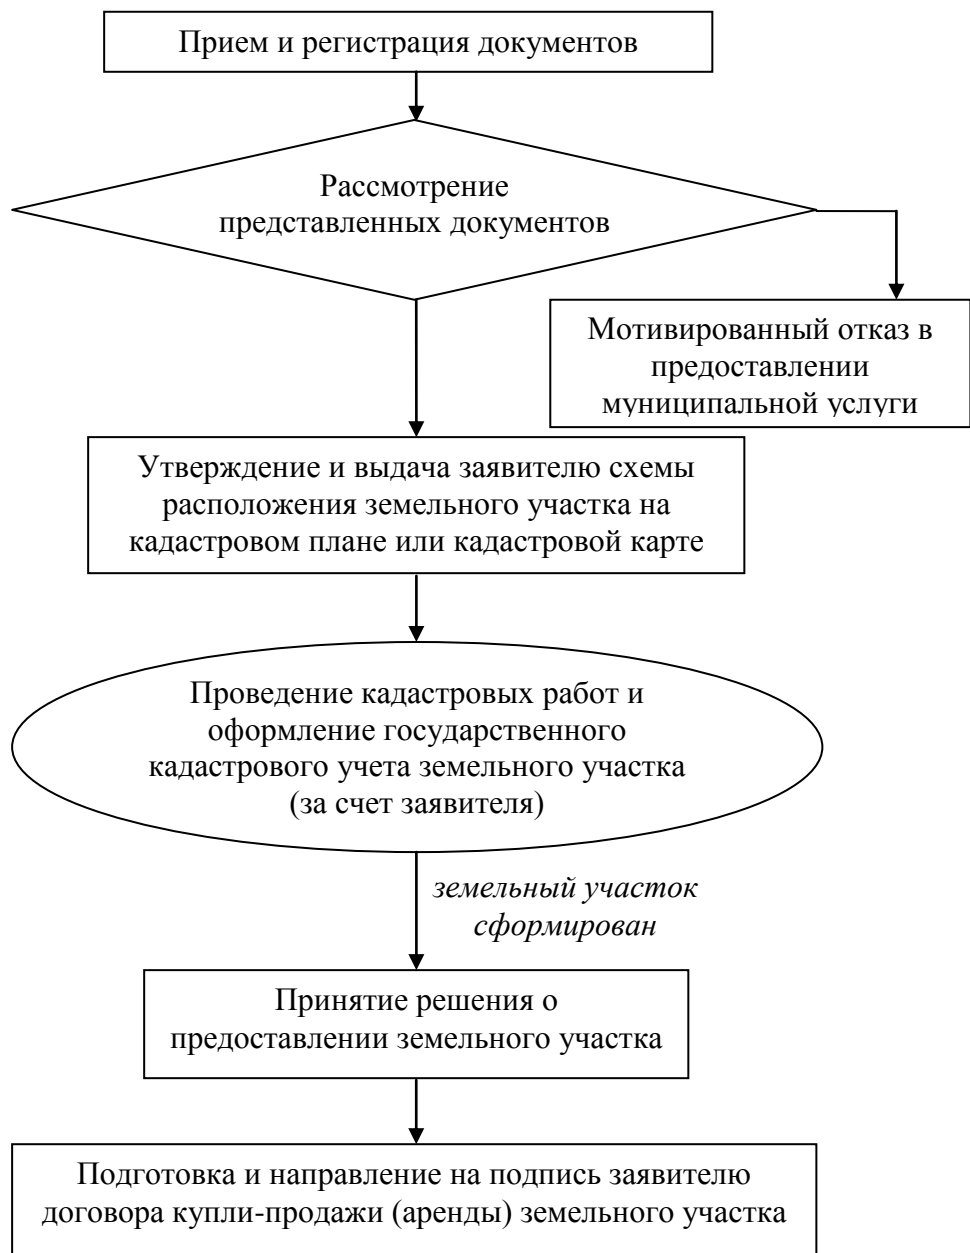 Прием и регистрация документов
Рассмотрение
представленных документов
Мотивированный отказ в
предоставлении
муниципальной услуги
Утверждение и выдача заявителю схемы
расположения земельного участка на
кадастровом плане или кадастровой карте
Проведение кадастровых работ и
оформление государственного
кадастрового учета земельного участка
(за счет заявителя)
земельный участок
сформирован
Принятие решения о
предоставлении земельного участка
Подготовка и направление на подпись заявителю
договора купли-продажи (аренды) земельного участка